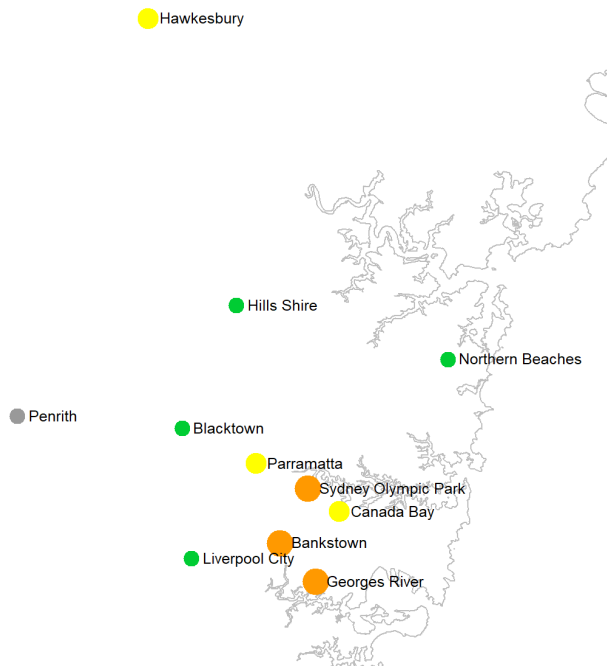 Hawkesbury
Hills Shire
Northern Beaches
Penrith
Blacktown
Parramatta
Sydney Olympic Park
Canada Bay
Bankstown
Liverpool City
Georges River